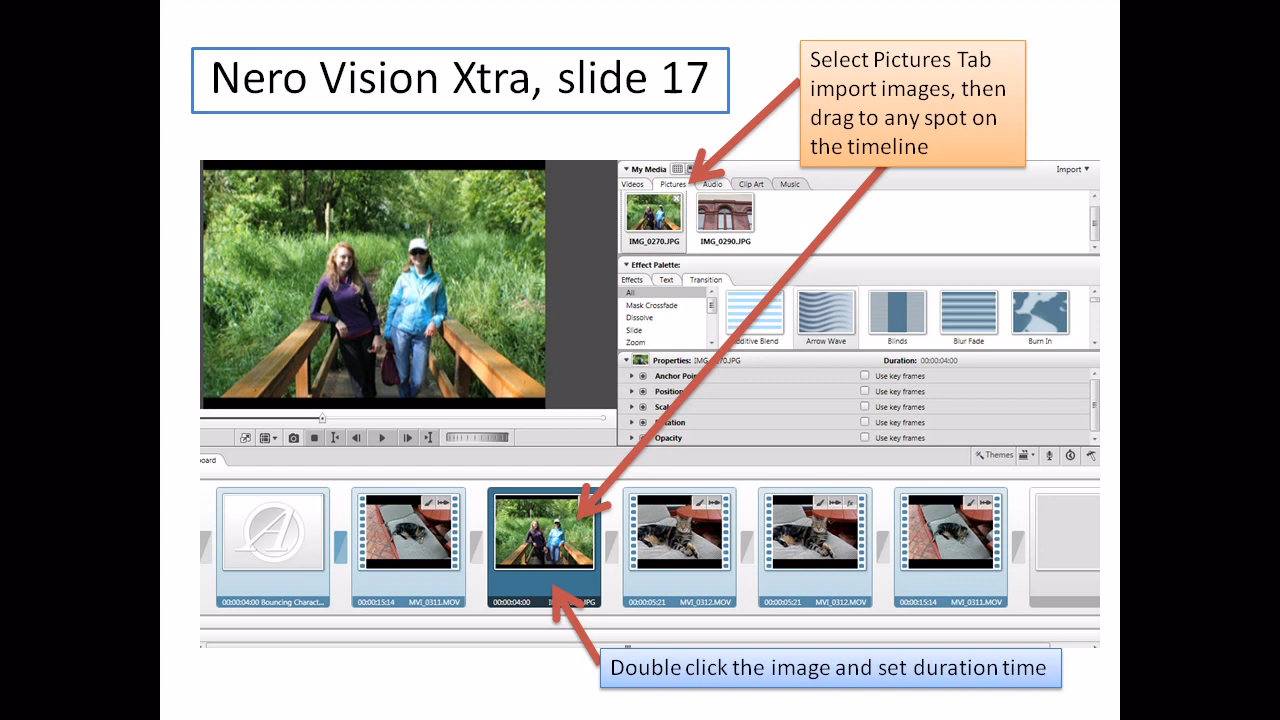 Nero Vision Xtra, slide 17
Select Pictures Tab
import images, then
drag to any spot on
the timeline
My Media
Import
Videos
Pictures
Audio
Clip Art
Music
IMG_0270.JPG
IMG_0290.JPG
Effect Palette:
Effects
Text
Transition
All
Mask Crossfade
Dissolve
Slide
Zoom
Blend
Arrow Wave
Blinds
Blur Fade
Burn In
Properties:
Duration: 00:00:04:00
Anchor
Use key frames
Position
Use key frames
Use key frames
Use key frames
Opacity
Use key frames
Themes
00:00:04:00 Bouncing Charact...
00:00:15:14 MVI_0311.MOV
00:00:04:00
00:00:05:21 MVI_0312.MOV
00:00:05:21 MVI_0312.MOV
00:00:15:14 MVI_0311.MOV
Double click the image and set duration time